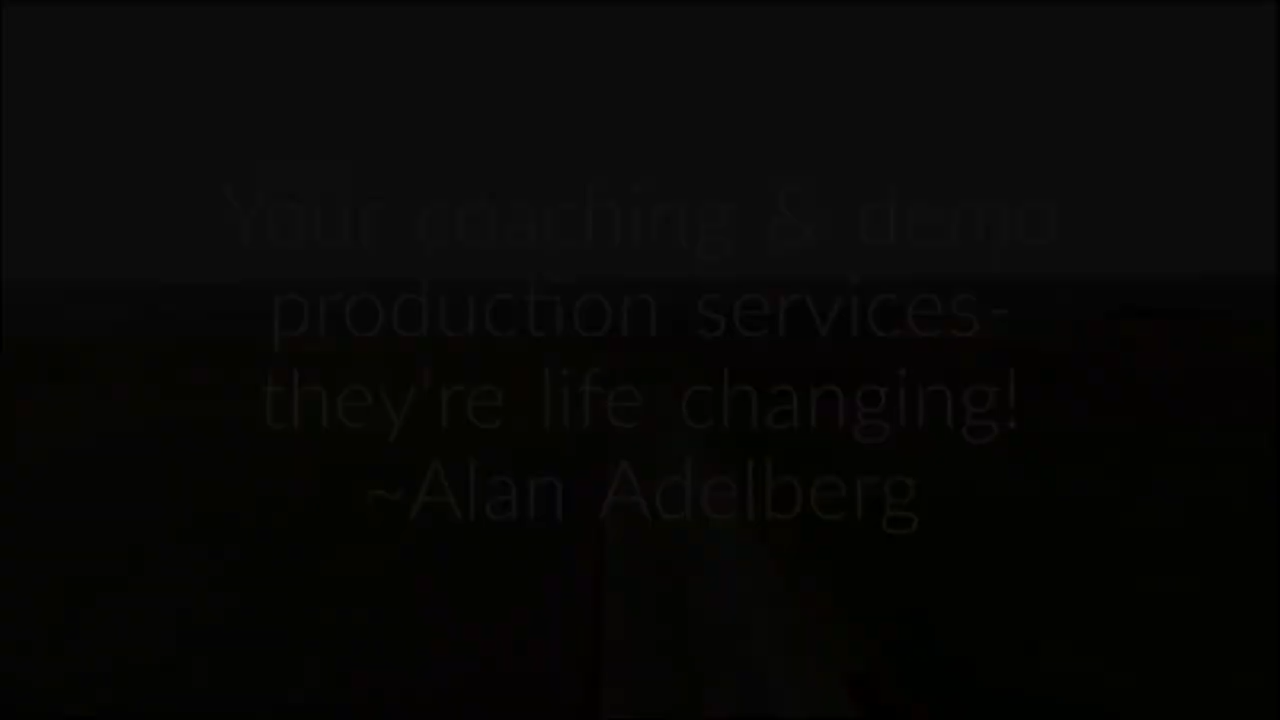 Your coaching & demo
production services-
they're life changing!
~Alan Adelberg